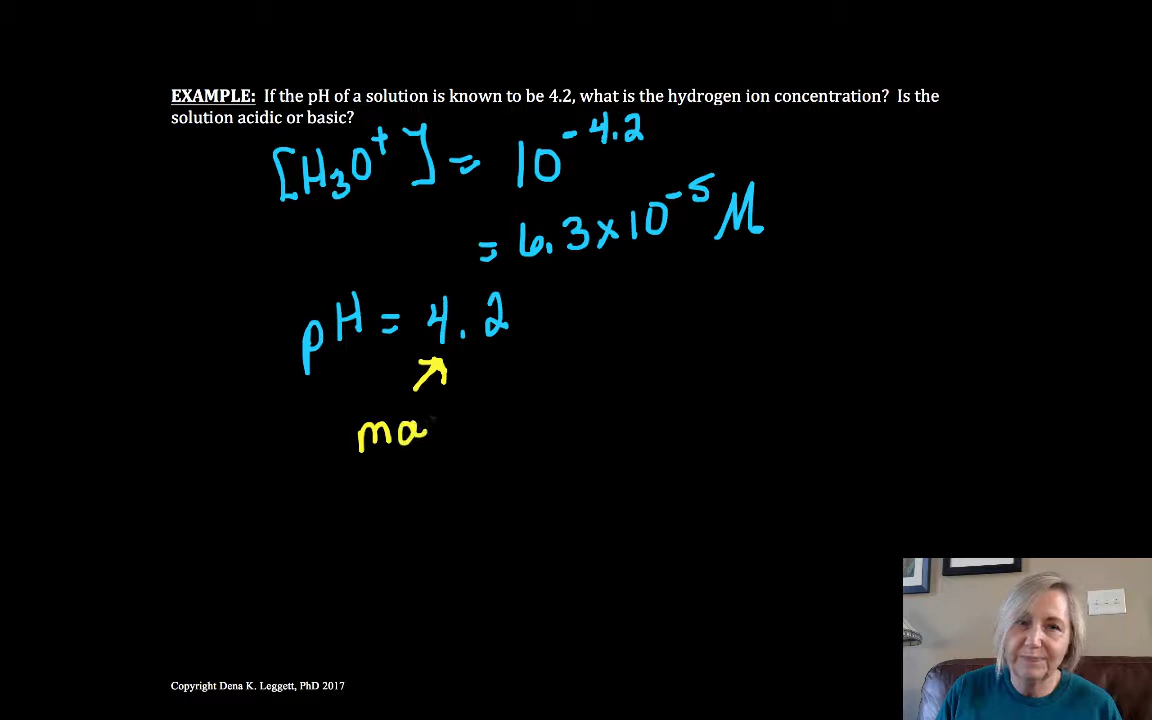 EXAMPLE: If the pH of a solution is known to be 4.2, what is the hydrogen ion concentration? Is the
solution acidic or basic?
[H₃O⁺] = 10⁻⁴·²
= 6.3 x 10⁻⁵ M
pH = 4.2
ma
Copyright Dena K. Leggett, PhD 2017